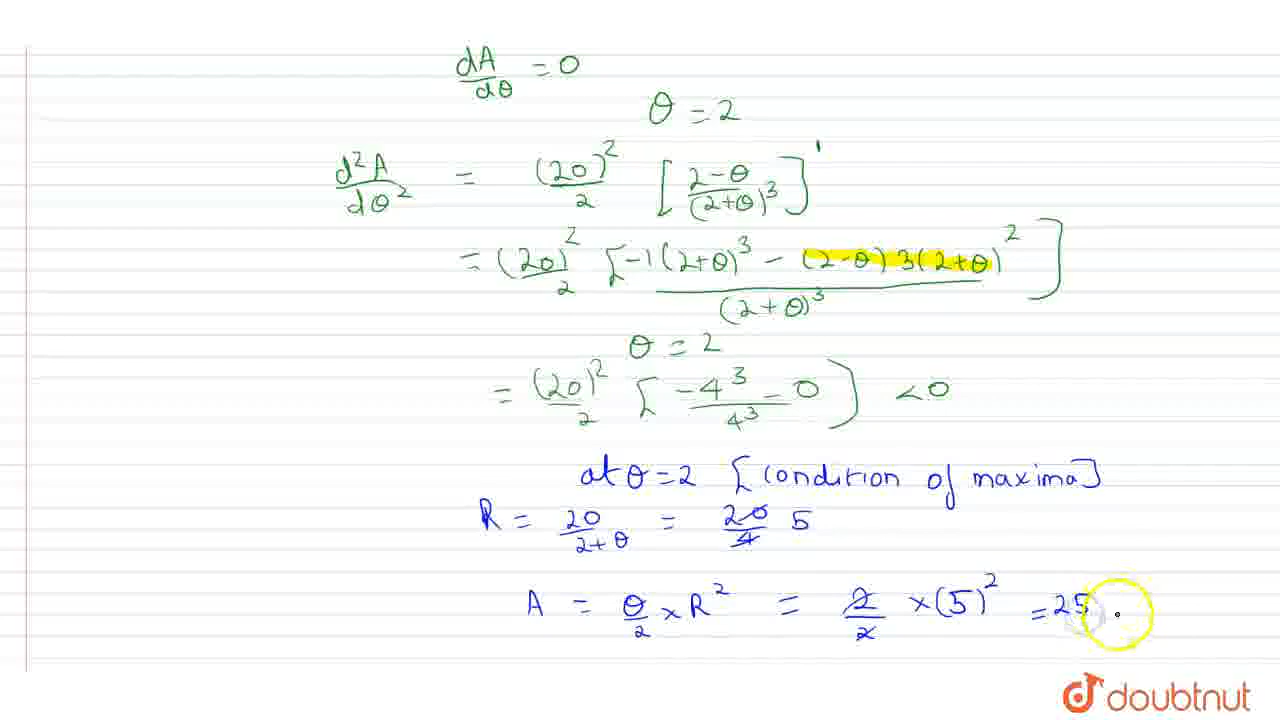 dA/dθ = 0
θ = 2
d²A/dθ² = (20)²/2 [2-θ/(2+θ)³]'
= (20)²/2 [-1(2+θ)³ - (2-θ)3(2+θ)²/(2+θ)³]
θ = 2
= (20)²/2 [-4³ - 0/4³] <0
at θ=2 [condition of maxima]
R = 20/2+θ = 20/4 5
A = θ/2 × R² = 2/2 ×(5)² = 25
doubtnut